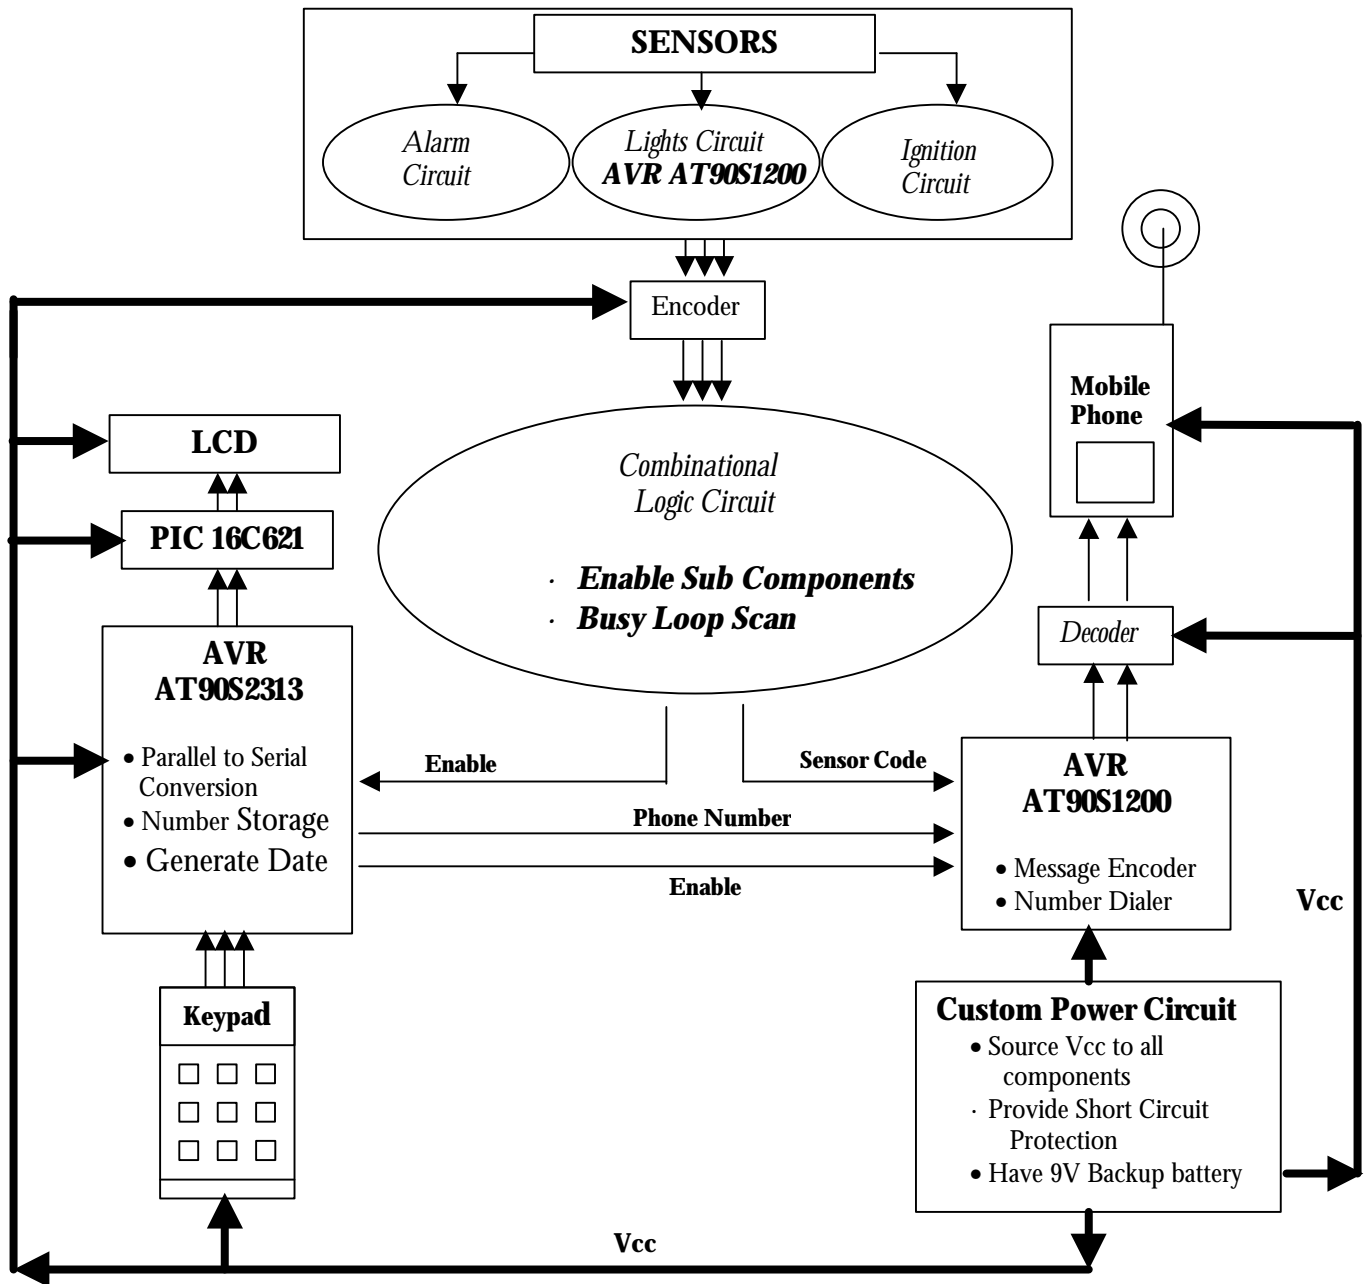 SENSORS
Alarm
Circuit
Lights Circuit
AVR AT90S1200
Ignition
Circuit
Encoder
Mobile
Phone
LCD
Combinational
Logic Circuit
PIC 16C621
· Enable Sub Components
· Busy Loop Scan
Decoder
AVR
AT90S2313
• Parallel to Serial
Conversion
• Number Storage
• Generate Date
Enable
Sensor Code
Phone Number
Enable
AVR
AT90S1200
• Message Encoder
• Number Dialer
Vcc
Keypad
Custom Power Circuit
• Source Vcc to all
components
· Provide Short Circuit
Protection
• Have 9V Backup battery
Vcc